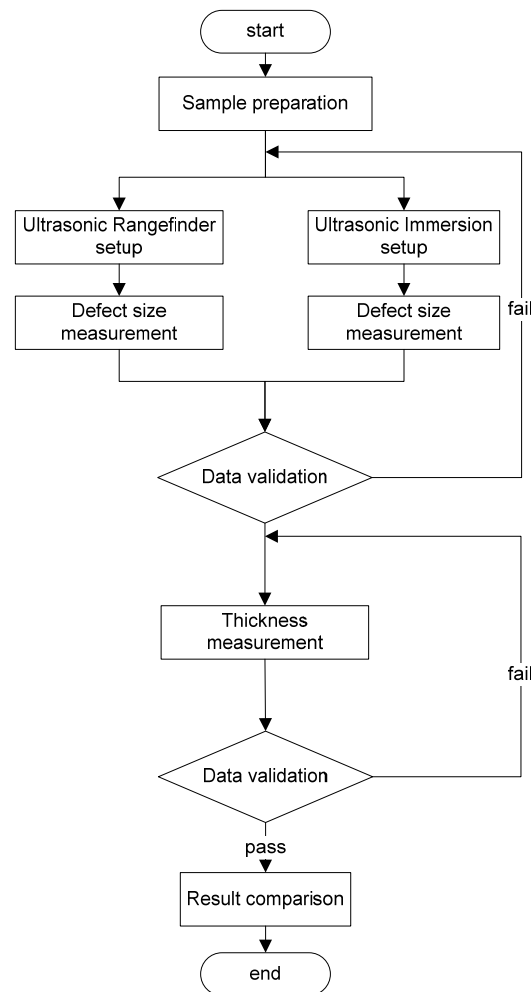 start
Sample preparation
Ultrasonic Rangefinder
setup
Ultrasonic Immersion
setup
Defect size
measurement
Defect size
measurement
fail
Data validation
Thickness
measurement
fail
Data validation
pass
Result comparison
end